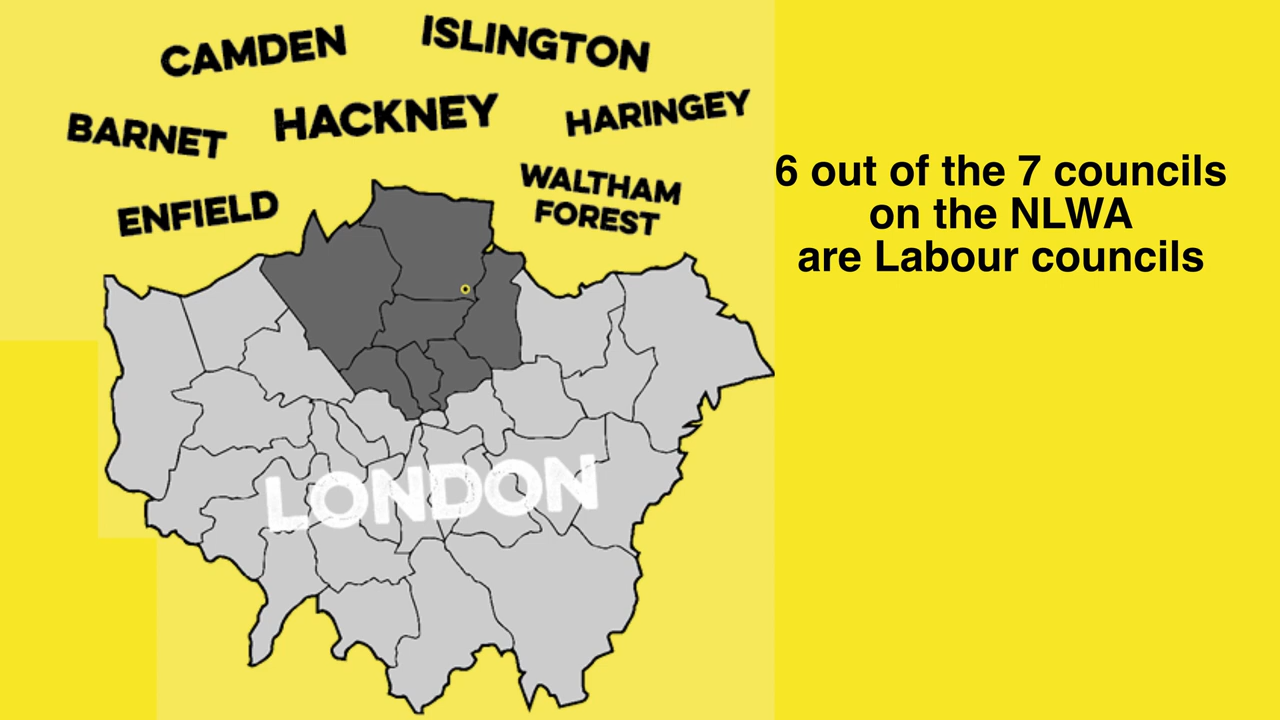 CAMDEN
ISLINGTON
BARNET
HACKNEY
HARINGEY
ENFIELD
WALTHAM
FOREST
6 out of the 7 councils
on the NLWA
are Labour councils
LONDON